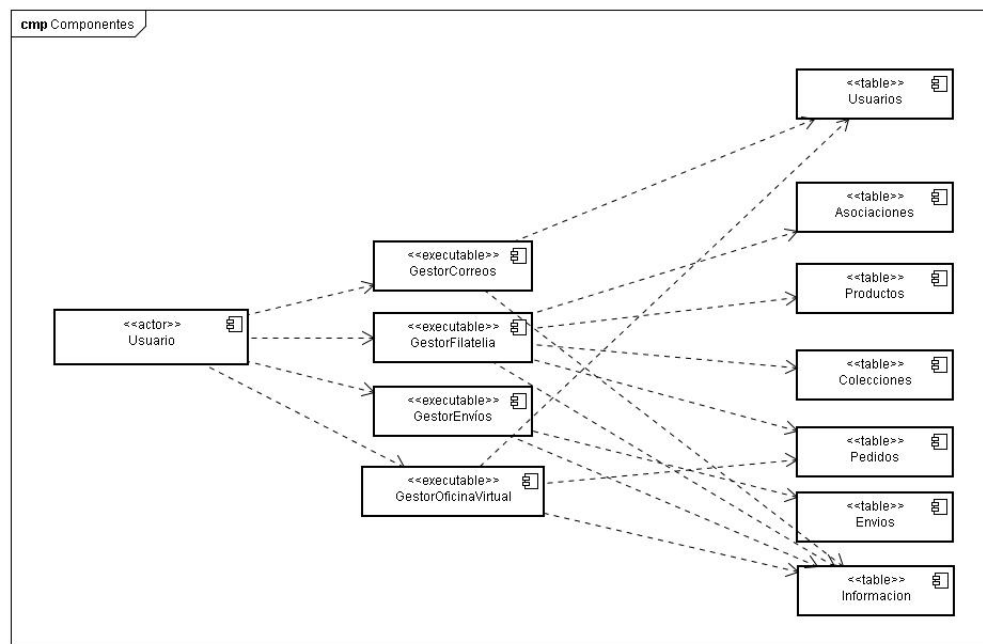 cmp Componentes
<<table>>
Usuarios
<<table>>
Asociaciones
<<executable>>
GestorCorreos
<<table>>
Productos
<<actor>>
Usuario
<<executable>>
GestorFilatelia
<<table>>
Colecciones
<<executable>>
GestorEnvíos
<<table>>
Pedidos
<<executable>>
GestorOficinaVirtual
<<table>>
Envios
<<table>>
Informacion